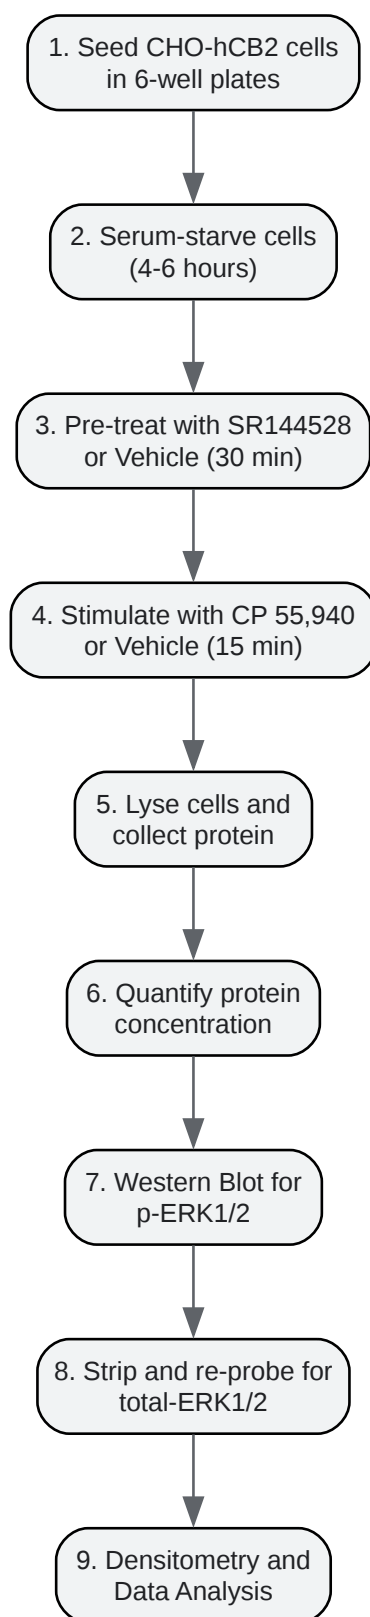 1. Seed CHO-hCB2 cells
in 6-well plates
2. Serum-starve cells
(4-6 hours)
3. Pre-treat with SR144528
or Vehicle (30 min)
4. Stimulate with CP 55,940
or Vehicle (15 min)
5. Lyse cells and
collect protein
6. Quantify protein
concentration
7. Western Blot for
p-ERK1/2
8. Strip and re-probe for
total-ERK1/2
9. Densitometry and
Data Analysis